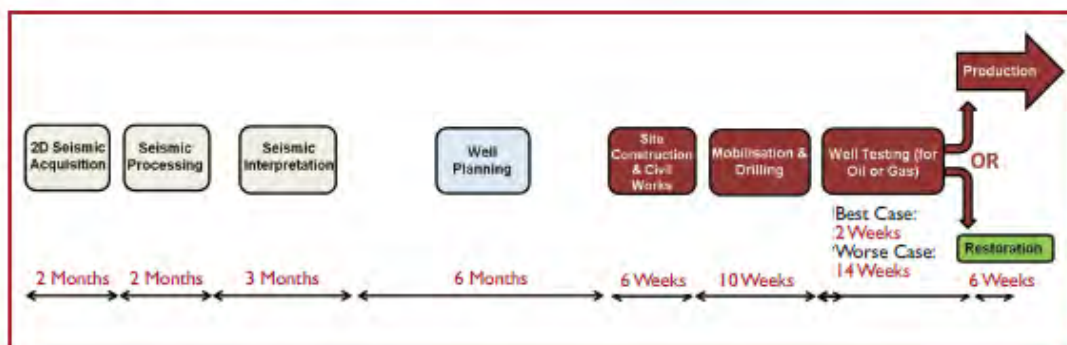 Production
2D Seismic
Acquisition
Seismic
Processing
Seismic
Interpretation
Well
Planning
Site
Construction
& Civil
Works
Mobilisation &
Drilling
Well Testing (for
Oil or Gas)
OR
Best Case:
2 Weeks
'Worse Case:
14 Weeks
Restoration
2 Months
2 Months
3 Months
6 Months
6 Weeks
10 Weeks
6 Weeks